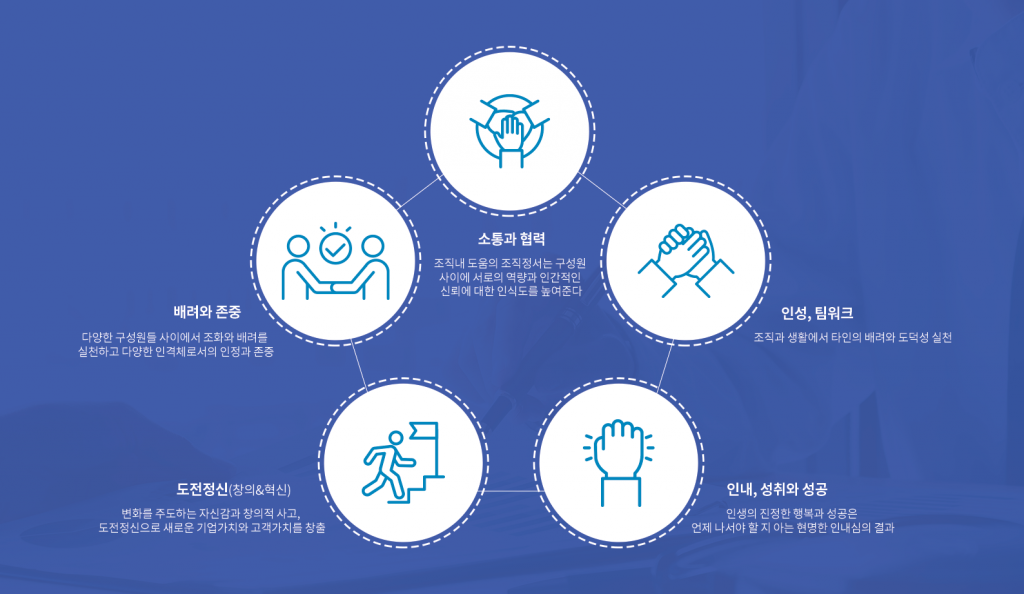 소통과 협력
조직내 도움의 조직정서는 구성원
사이에 서로의 역량과 인간적인
신뢰에 대한 인식도를 높여준다
배려와 존중
다양한 구성원들 사이에서 조화와 배려를
실천하고 다양한 인격체로서의 인정과 존중
인성, 팀워크
조직과 생활에서 타인의 배려와 도덕성 실천
도전정신(창의&혁신)
변화를 주도하는 자신감과 창의적 사고,
도전정신으로 새로운 기업가치와 고객가치를 창출
인내, 성취와 성공
인생의 진정한 행복과 성공은
언제 나서야 할 지 아는 현명한 인내심의 결과